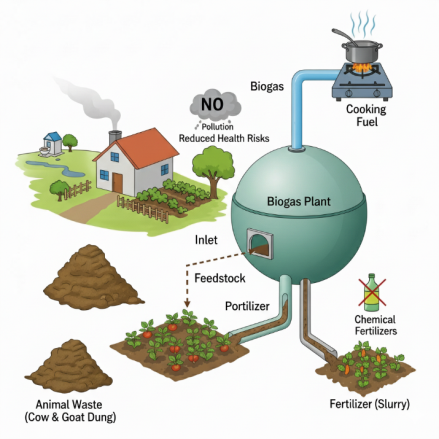 NO
Pollution
Reduced Health Risks
Biogas
Cooking
Fuel
Biogas Plant
Inlet
Feedstock
Portilizer
Chemical
Fertilizers
Animal Waste
(Cow & Goat Dung)
Fertilizer (Slurry)